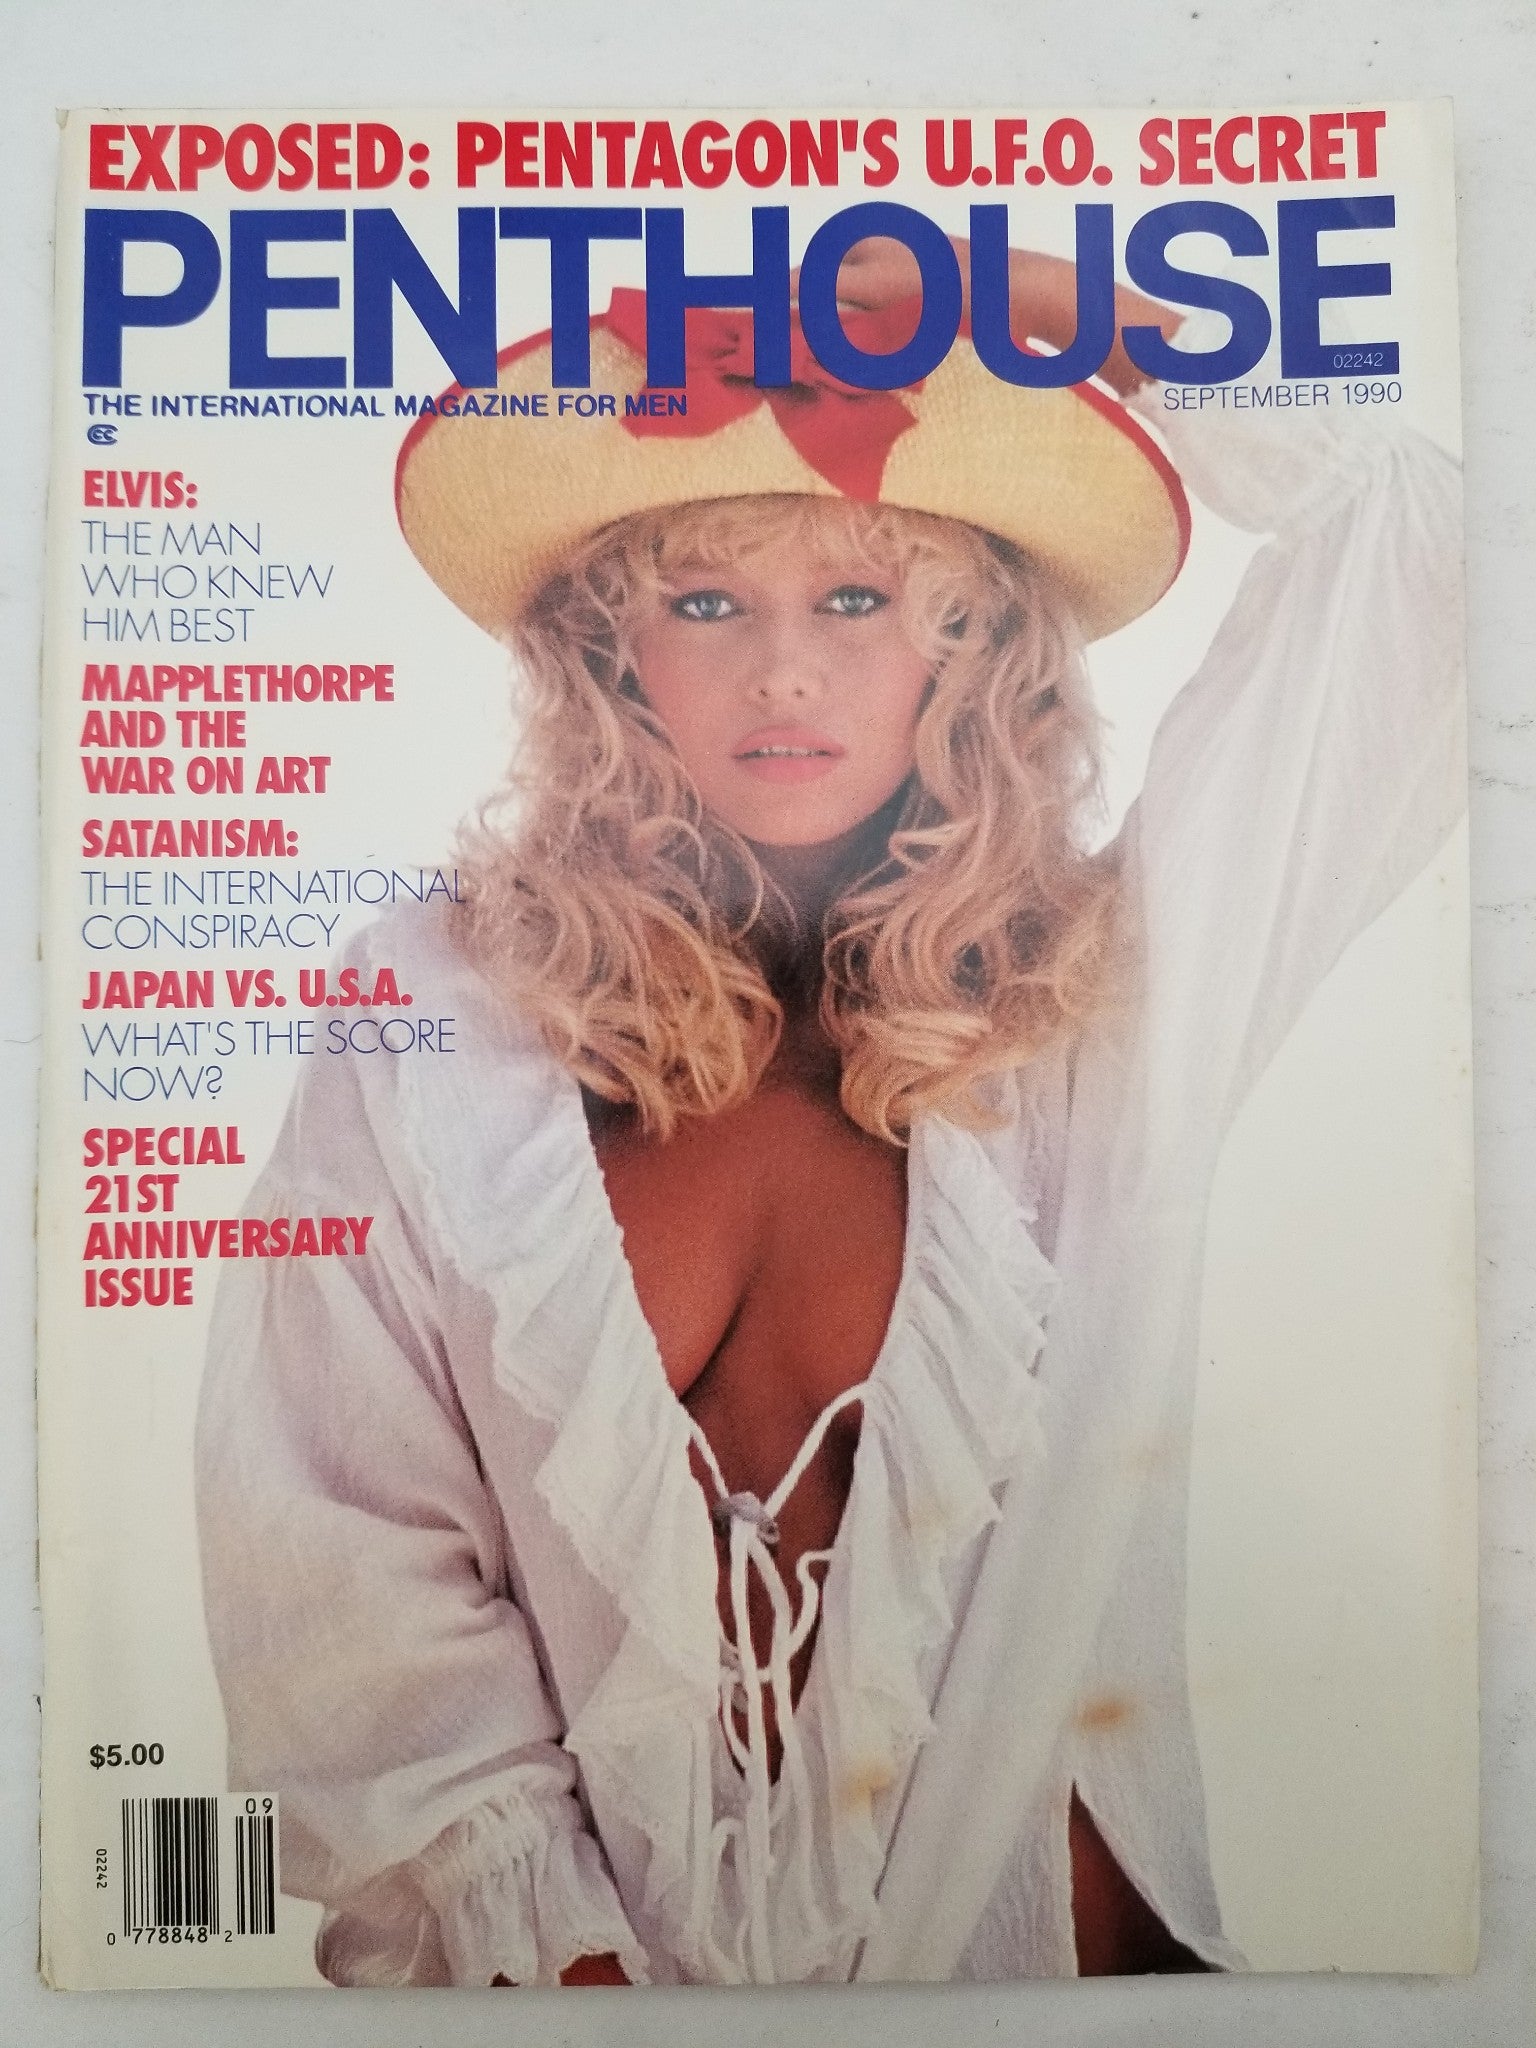 EXPOSED: PENTAGON'S U.F.O. SECRET
PENTHOUSE
02242
THE INTERNATIONAL MAGAZINE FOR MEN
SEPTEMBER 1990
ELVIS:
THE MAN
WHO KNEW
HIM BEST
MAPPLETHORPE
AND THE
WAR ON ART
SATANISM:
THE INTERNATIONAL
CONSPIRACY
JAPAN VS. U.S.A.
WHAT'S THE SCORE
NOW?
SPECIAL
21ST
ANNIVERSARY
ISSUE
$5.00
09
02242
0 778848 2